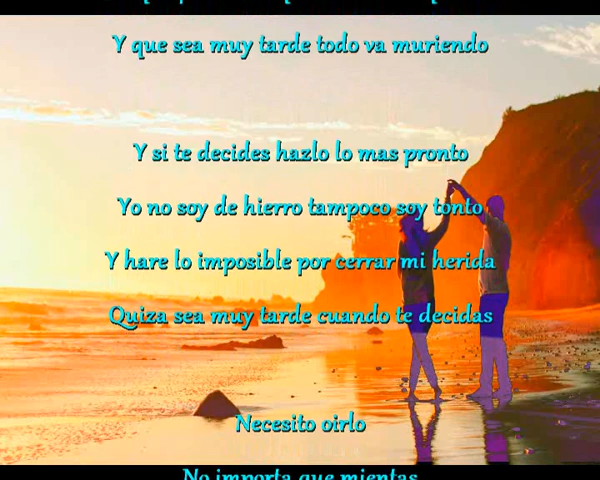 Y que sea muy tarde todo va muriendo
Y si te decides hazlo lo mas pronto
Yo no soy de hierro tampoco soy tonto
Y hare lo imposible por cerrar mi herida
Quiza sea muy tarde cuando te decidas
Necesito oirlo
No importa que mientas